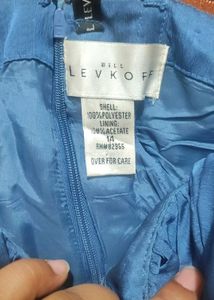 BILL
LEVKOFF
SHELL:
100%POLYESTER
LINING:
100%ACETATE
14
RN#82955
OVER FOR CARE